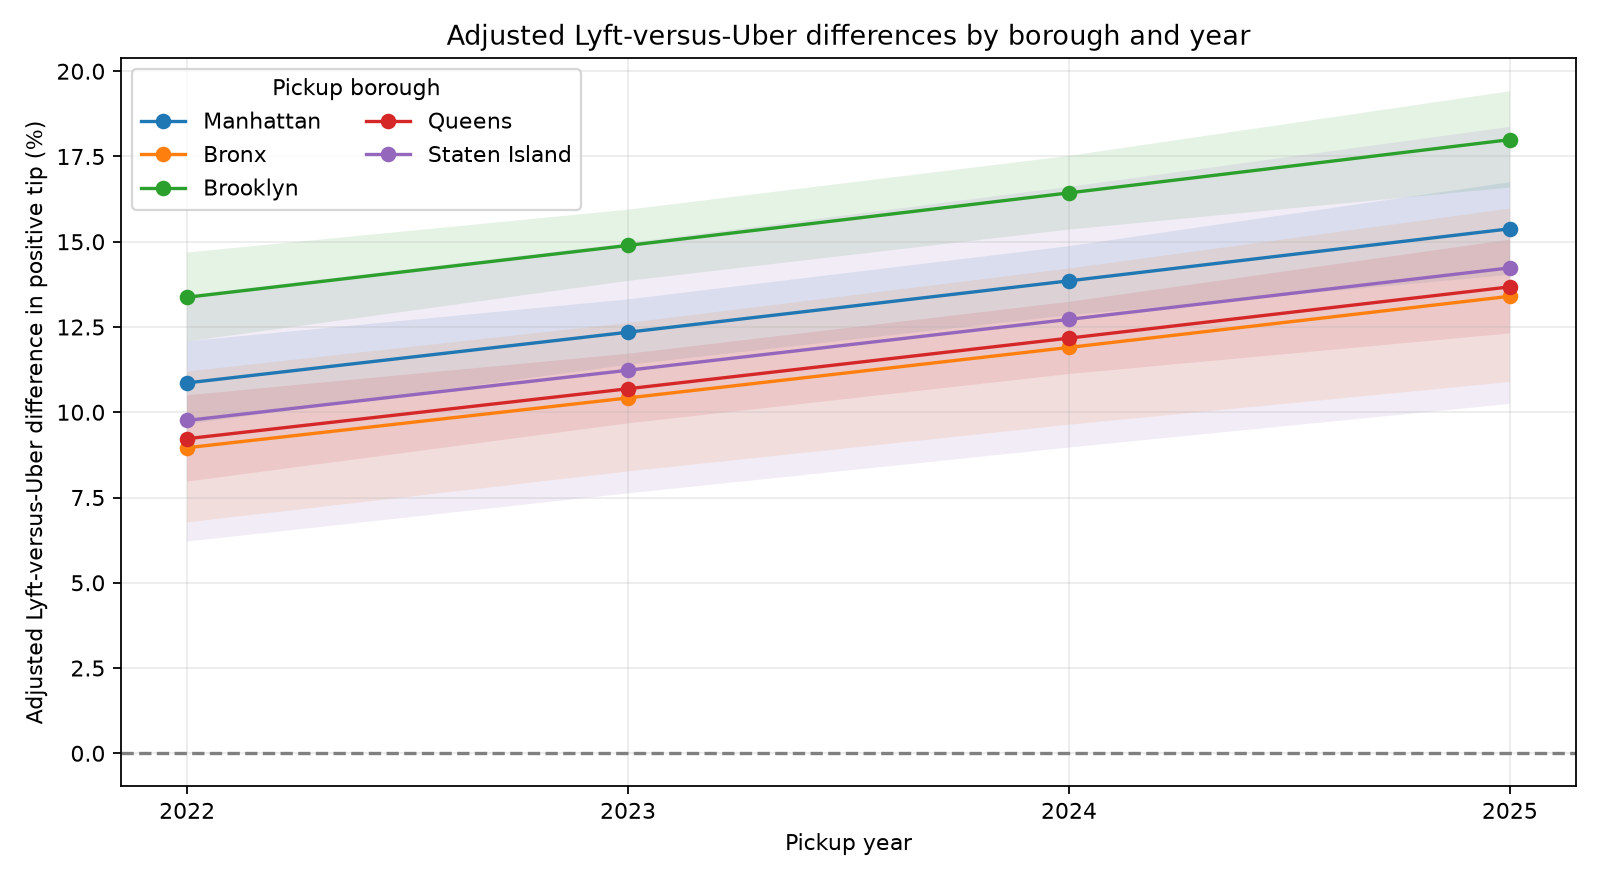 Adjusted Lyft-versus-Uber differences by borough and year
Adjusted Lyft-versus-Uber difference in positive tip (%)
20.0
17.5
15.0
12.5
10.0
7.5
5.0
2.5
0.0
Pickup borough
Manhattan
Bronx
Brooklyn
Queens
Staten Island
2022
2023
2024
2025
Pickup year